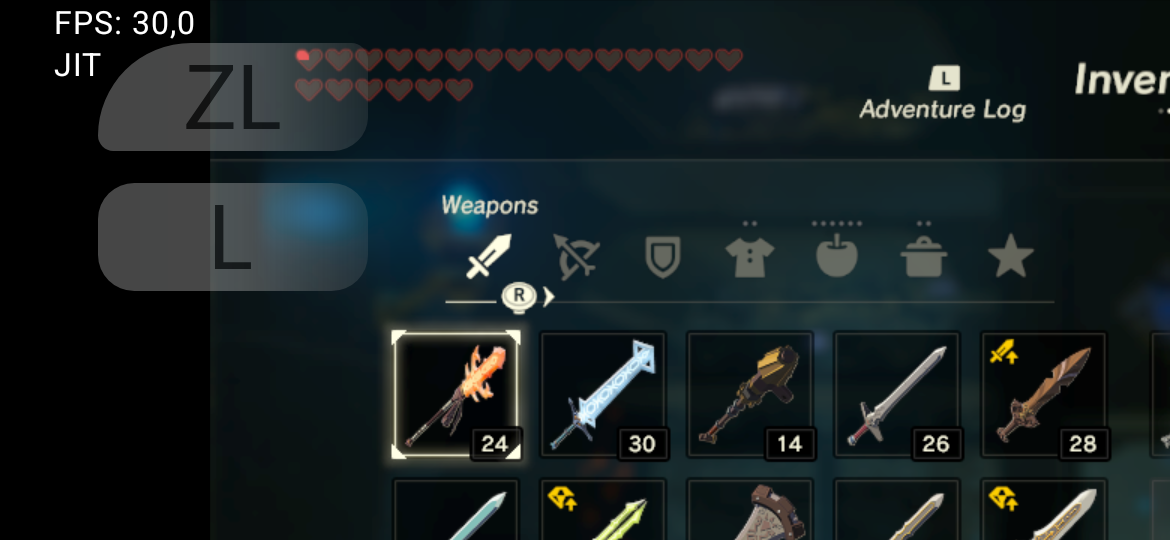 FPS: 30,0
JIT
ZL
L
L
Adventure Log
Inver
Weapons
R
24
30
14
26
28